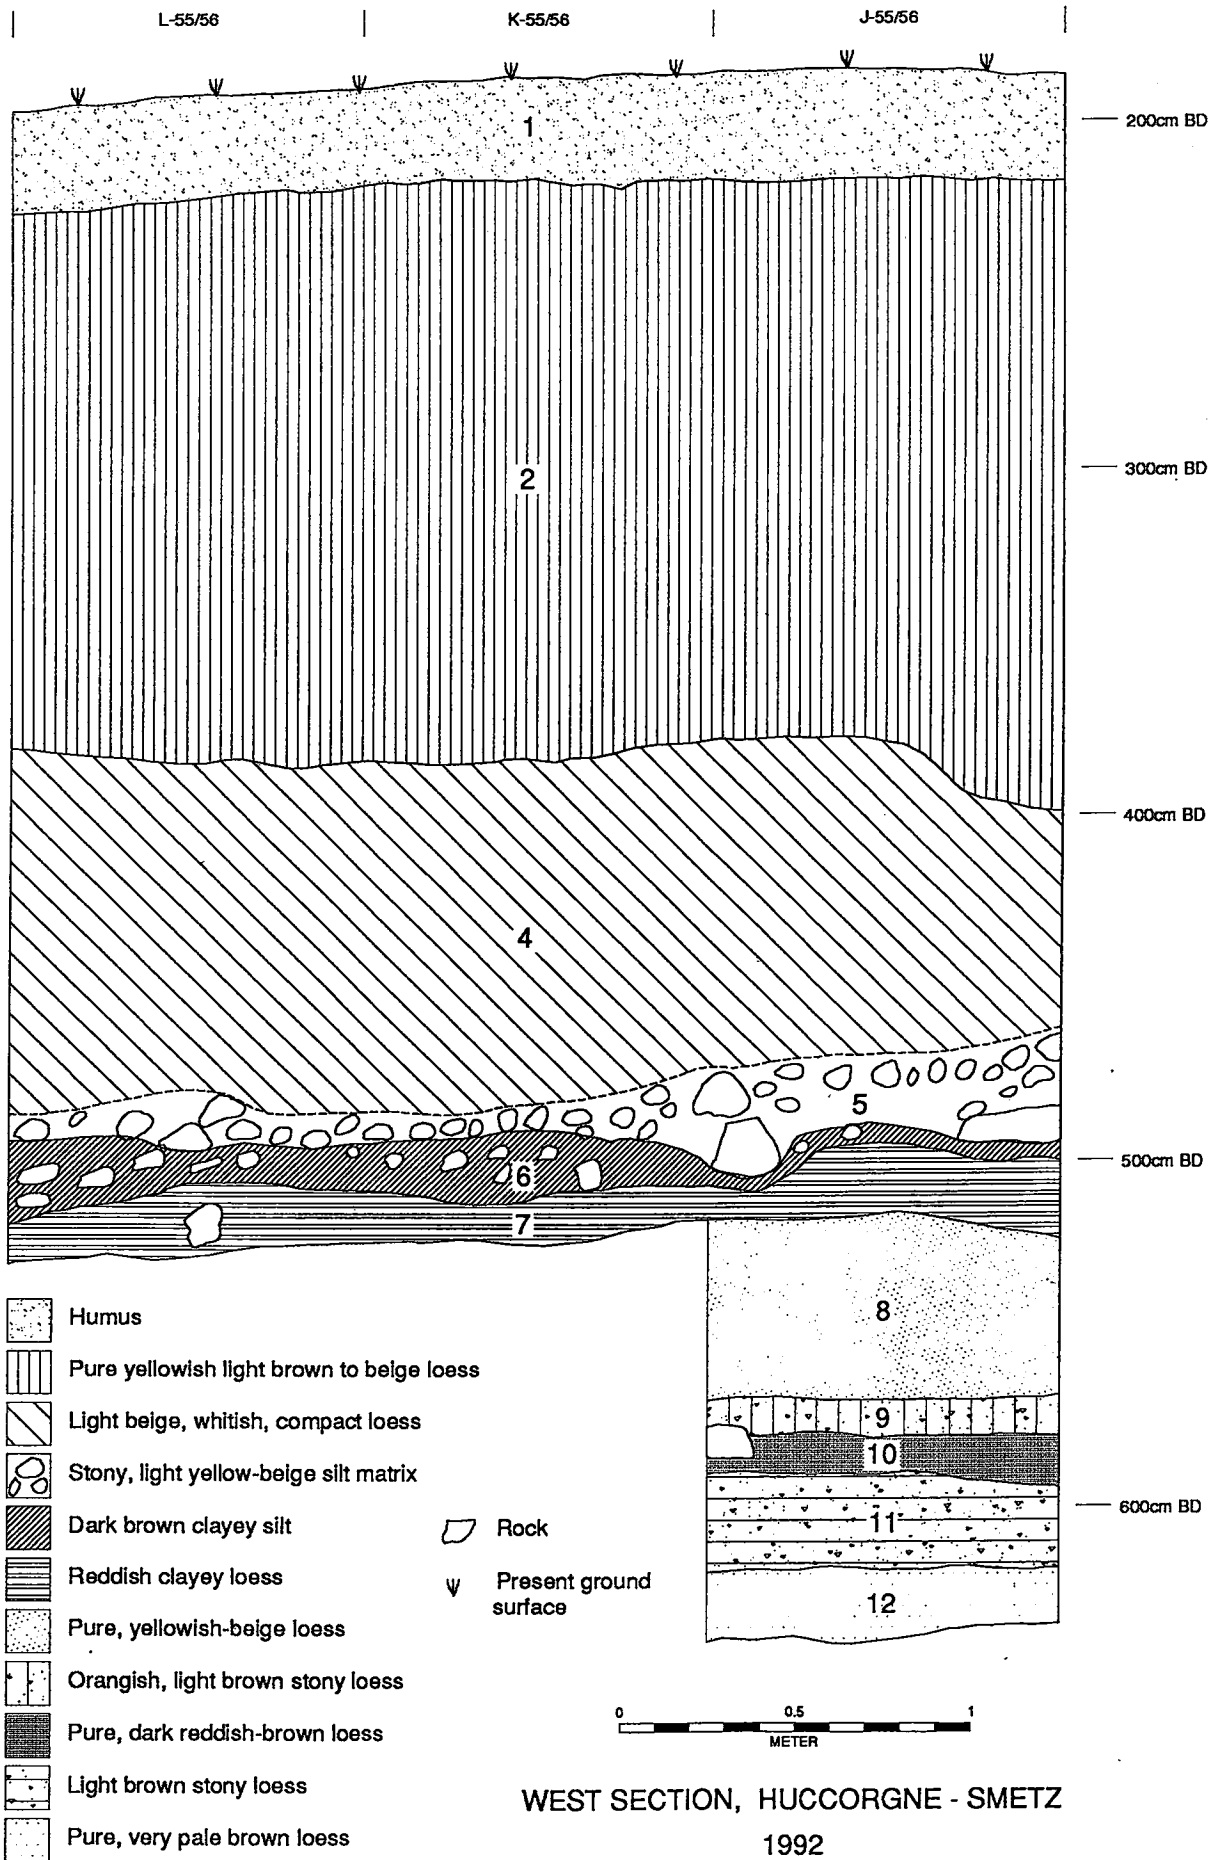 L-55/56 K-55/56 J-55/56
1
200cm BD
2
300cm BD
400cm BD
4
5
500cm BD
6
7
8
9
10
600cm BD
11
12
Humus
Pure yellowish light brown to beige loess
Light beige, whitish, compact loess
Stony, light yellow-beige silt matrix
Dark brown clayey silt
Reddish clayey loess
Pure, yellowish-beige loess
Orangish, light brown stony loess
Pure, dark reddish-brown loess
Light brown stony loess
Pure, very pale brown loess
Rock
Present ground
surface
0 0.5 1
METER
WEST SECTION, HUCCORGNE - SMETZ
1992